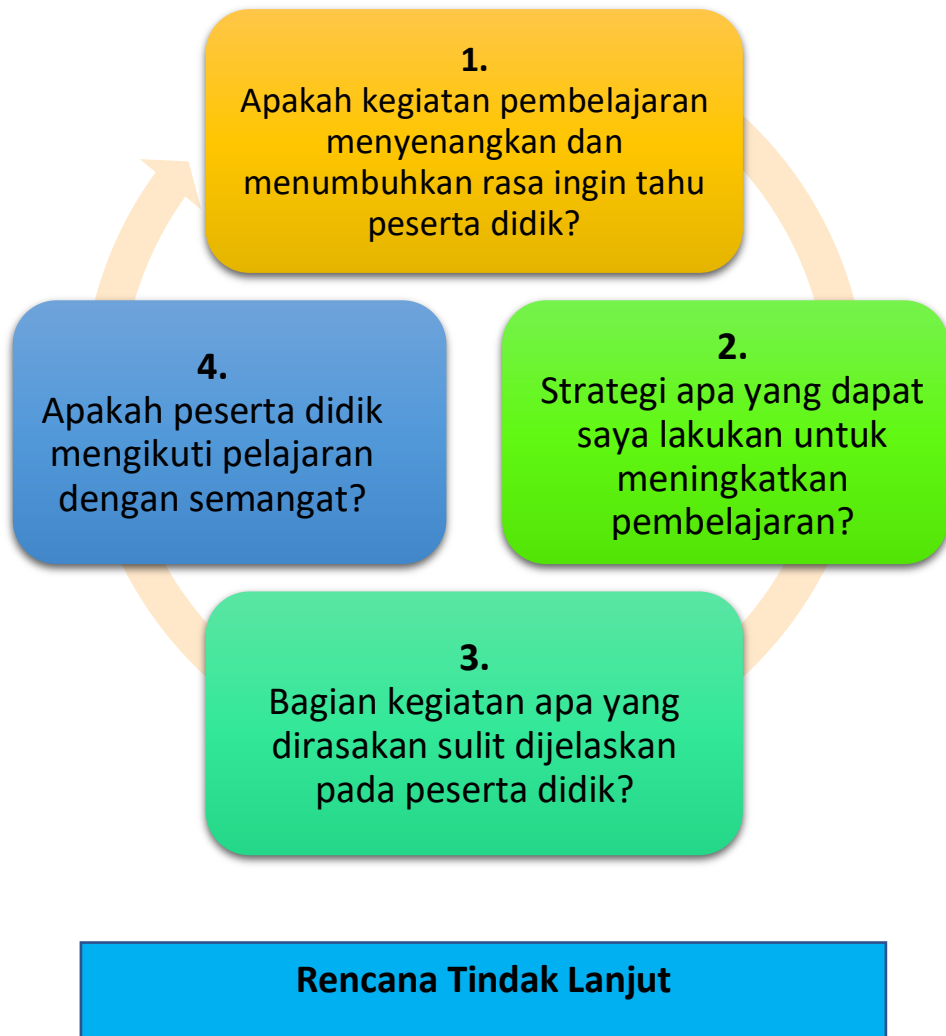 1.
Apakah kegiatan pembelajaran
menyenangkan dan
menumbuhkan rasa ingin tahu
peserta didik?
2.
Strategi apa yang dapat
saya lakukan untuk
meningkatkan
pembelajaran?
3.
Bagian kegiatan apa yang
dirasakan sulit dijelaskan
pada peserta didik?
4.
Apakah peserta didik
mengikuti pelajaran
dengan semangat?
Rencana Tindak Lanjut